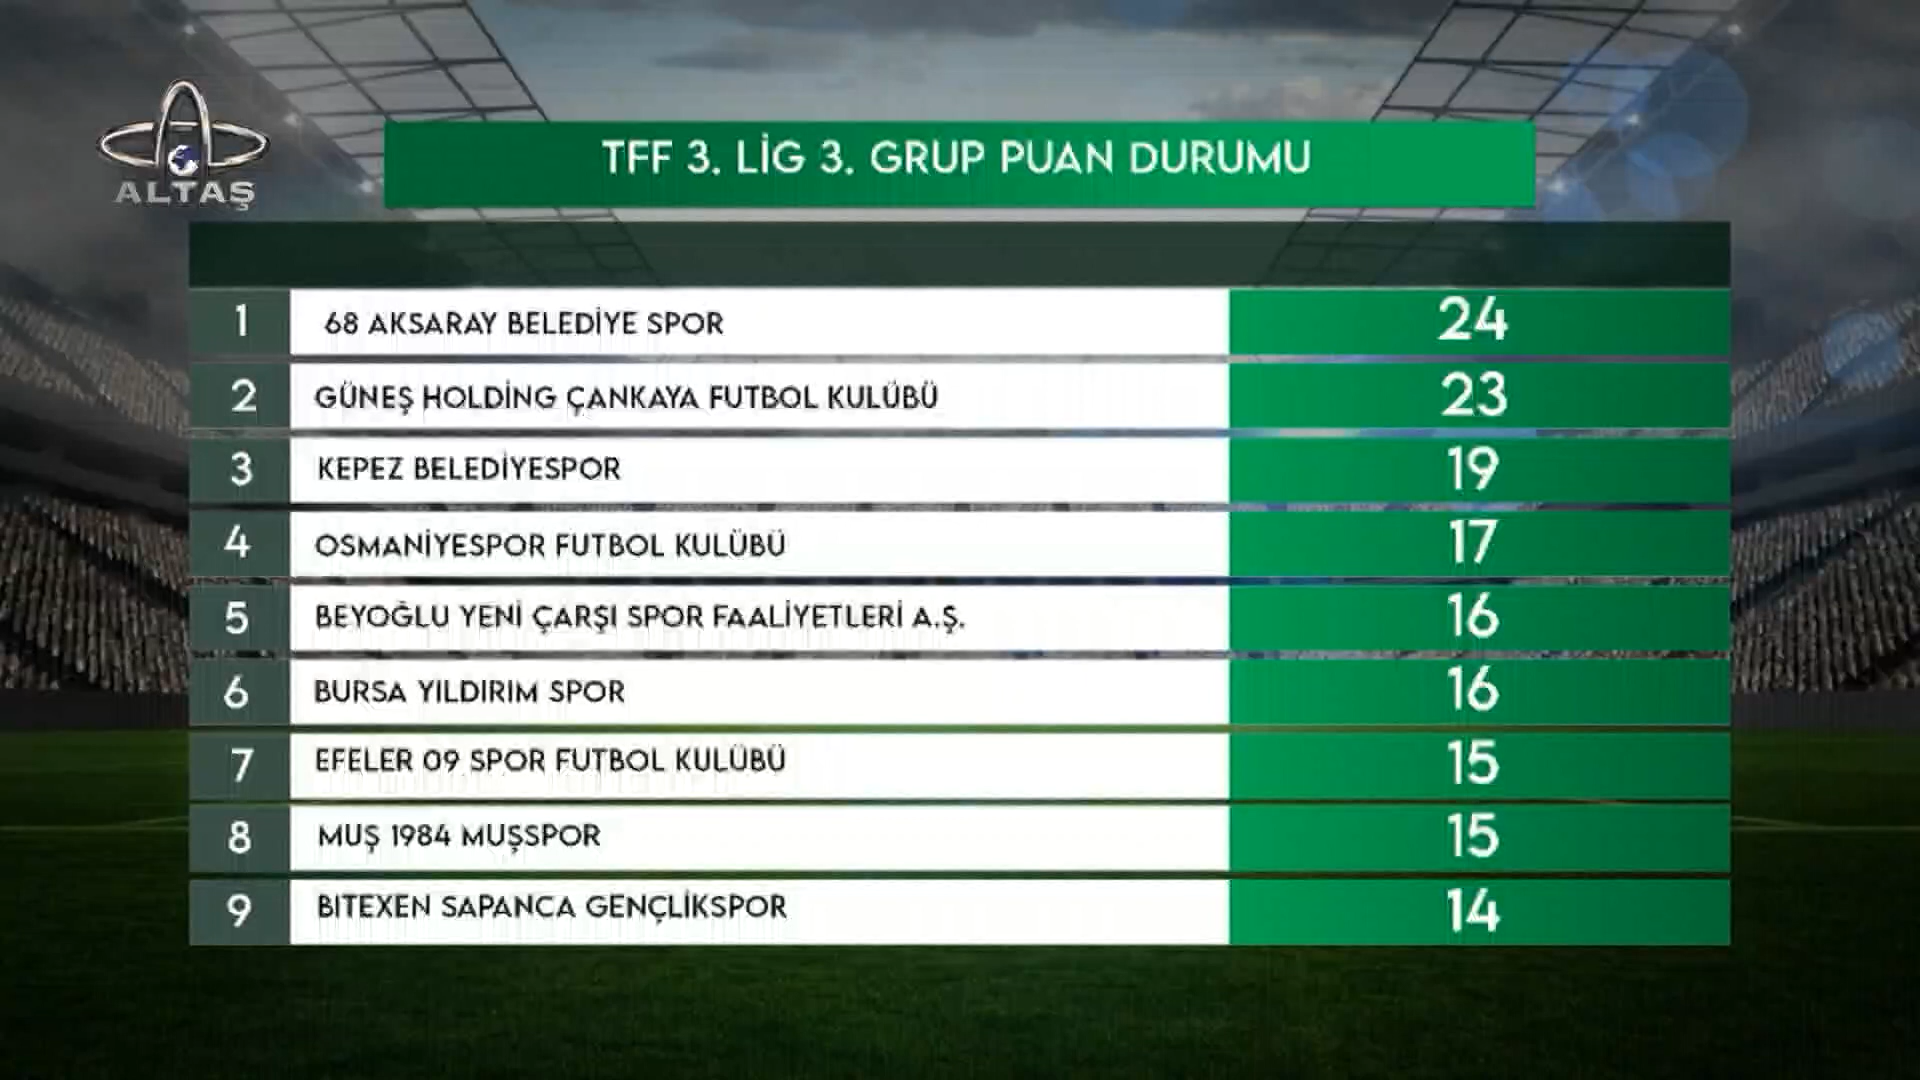 ALTAŞ
TFF 3. LİG 3. GRUP PUAN DURUMU
1 68 AKSARAY BELEDİYE SPOR 24
2 GÜNEŞ HOLDİNG ÇANKAYA FUTBOL KULÜBÜ 23
3 KEPEZ BELEDİYESPOR 19
4 OSMANİYESPOR FUTBOL KULÜBÜ 17
5 BEYOĞLU YENİ ÇARŞI SPOR FAALİYETLERİ A.Ş. 16
6 BURSA YILDIRIM SPOR 16
7 EFELER 09 SPOR FUTBOL KULÜBÜ 15
8 MUŞ 1984 MUŞSPOR 15
9 BITEXEN SAPANCA GENÇLİKSPOR 14